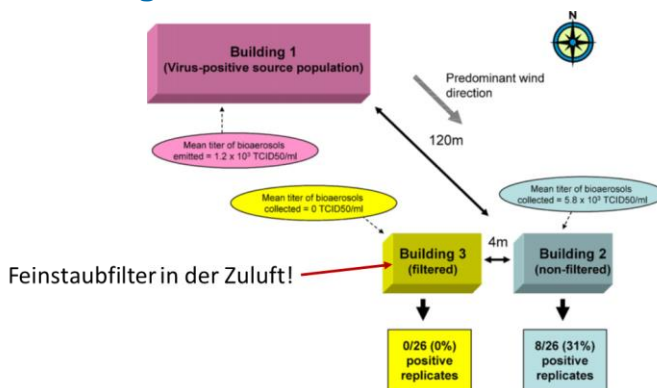 N
Building 1
(Virus-positive source population)
Predominant wind
direction
120m
Mean titer of bioaerosols
emitted = 1.2 x 10³ TCID50/ml
Mean titer of bioaerosols
collected = 0 TCID50/ml
Mean titer of bioaerosols
collected = 5.8 x 10³ TCID50/ml
Feinstaubfilter in der Zuluft!
Building 3
(filtered)
4m
Building 2
(non-filtered)
0/26 (0%)
positive
replicates
8/26 (31%)
positive
replicates